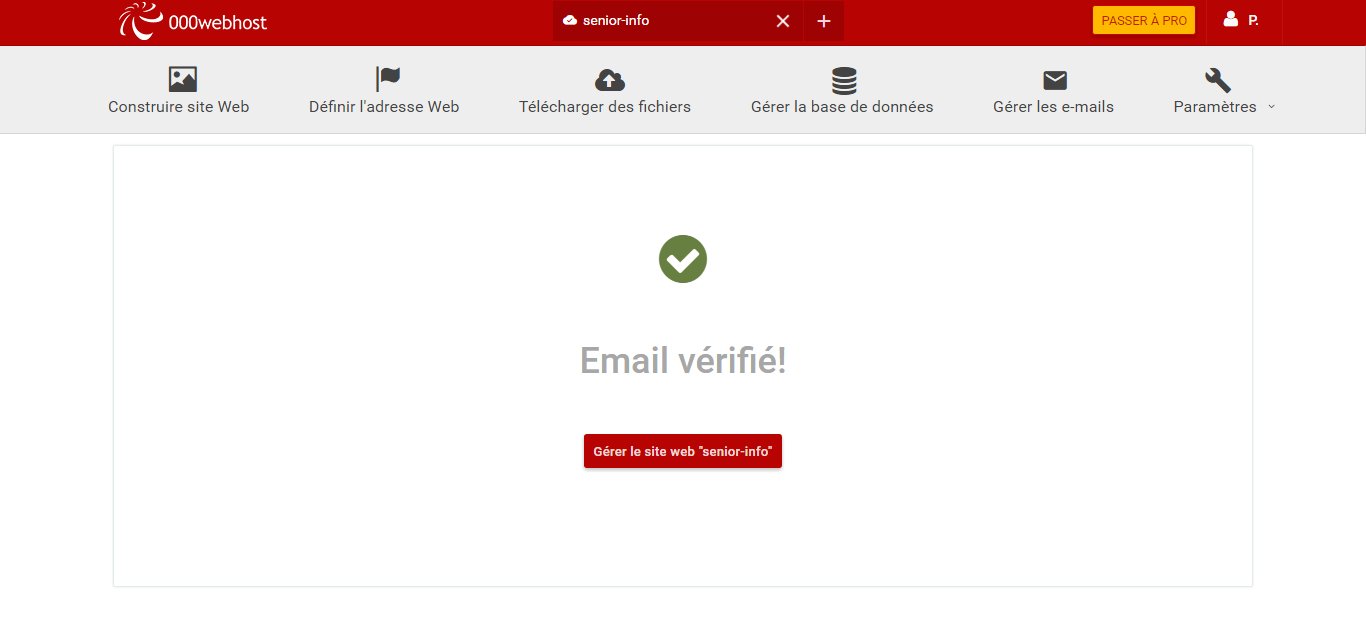 000webhost
senior-info
PASSER À PRO
P.
Construire site Web
Définir l'adresse Web
Télécharger des fichiers
Gérer la base de données
Gérer les e-mails
Paramètres
Email vérifié!
Gérer le site web "senior-info"